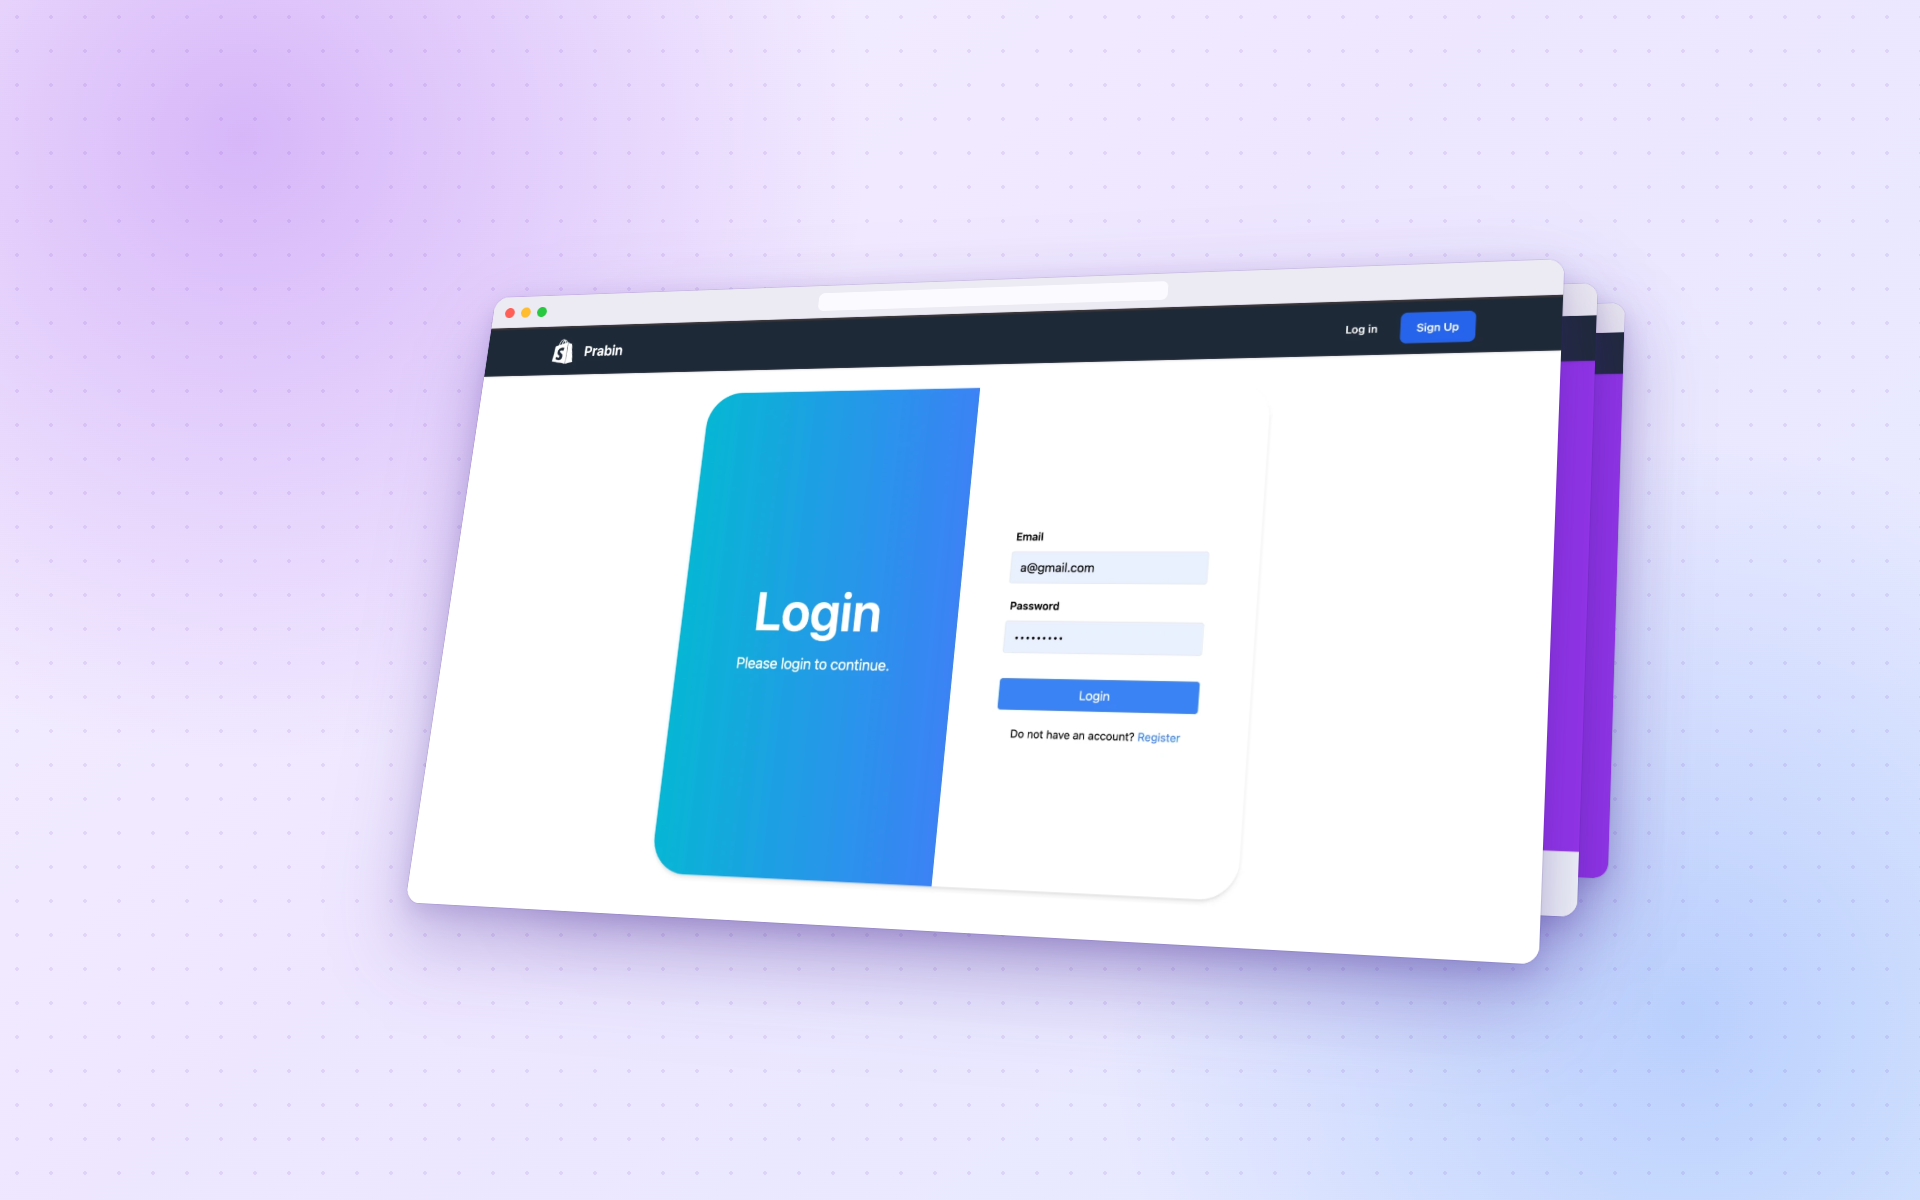 Prabin
Log in
Sign Up
Login
Please login to continue.
Email
a@gmail.com
Password
•••••••••
Login
Do not have an account? Register